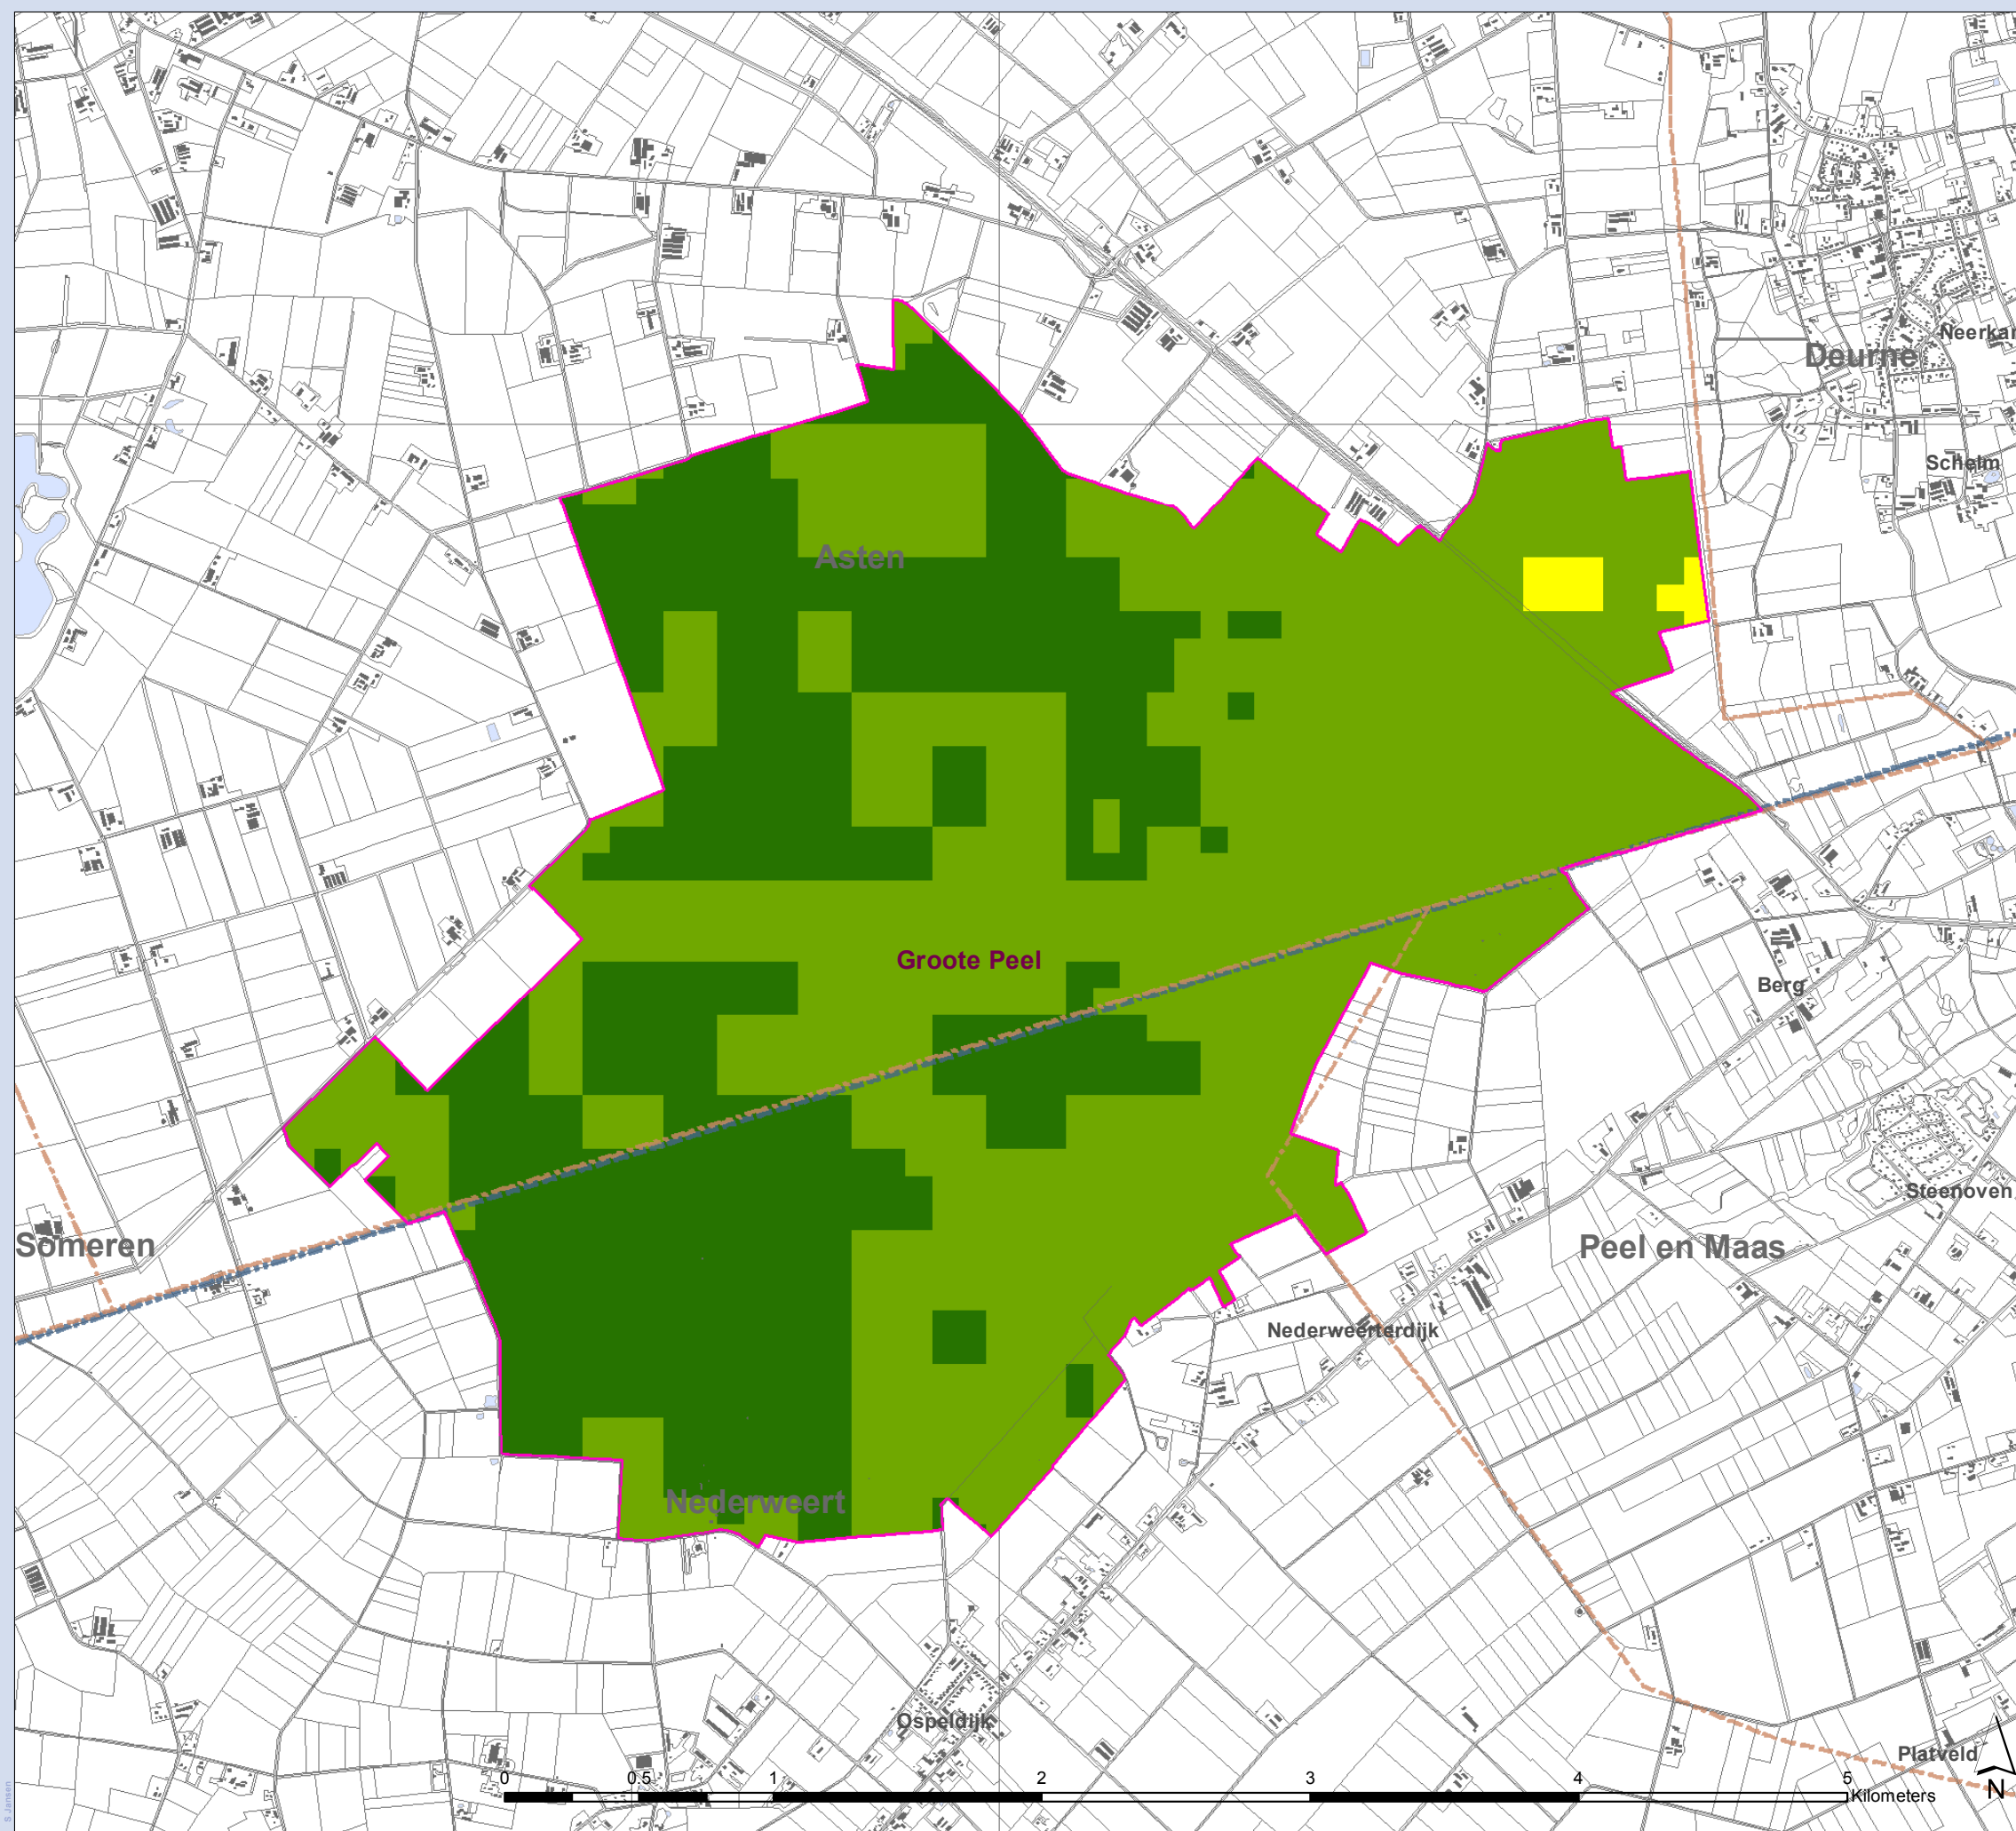 Neerkan
Deurne
Schelm
Asten
Groote Peel
Berg
Steenoven
Someren
Peel en Maas
Nederweerterdijk
Nederweert
Ospeldijk
Platveld
0 0.5 1 2 3 4 5
Kilometers
N
S Jansen